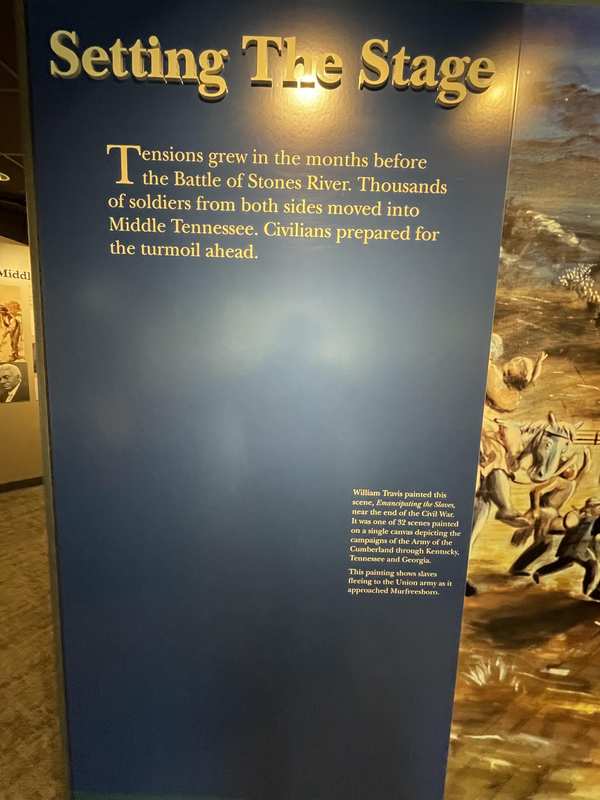 Setting The Stage
Tensions grew in the months before
the Battle of Stones River. Thousands
of soldiers from both sides moved into
Middle Tennessee. Civilians prepared for
the turmoil ahead.
Middl
William Travis painted this
scene, Emancipating the Slaves,
near the end of the Civil War.
It was one of 32 scenes painted
on a single canvas depicting the
campaigns of the Army of the
Cumberland through Kentucky,
Tennessee and Georgia.
This painting shows slaves
fleeing to the Union army as it
approached Murfreesboro.